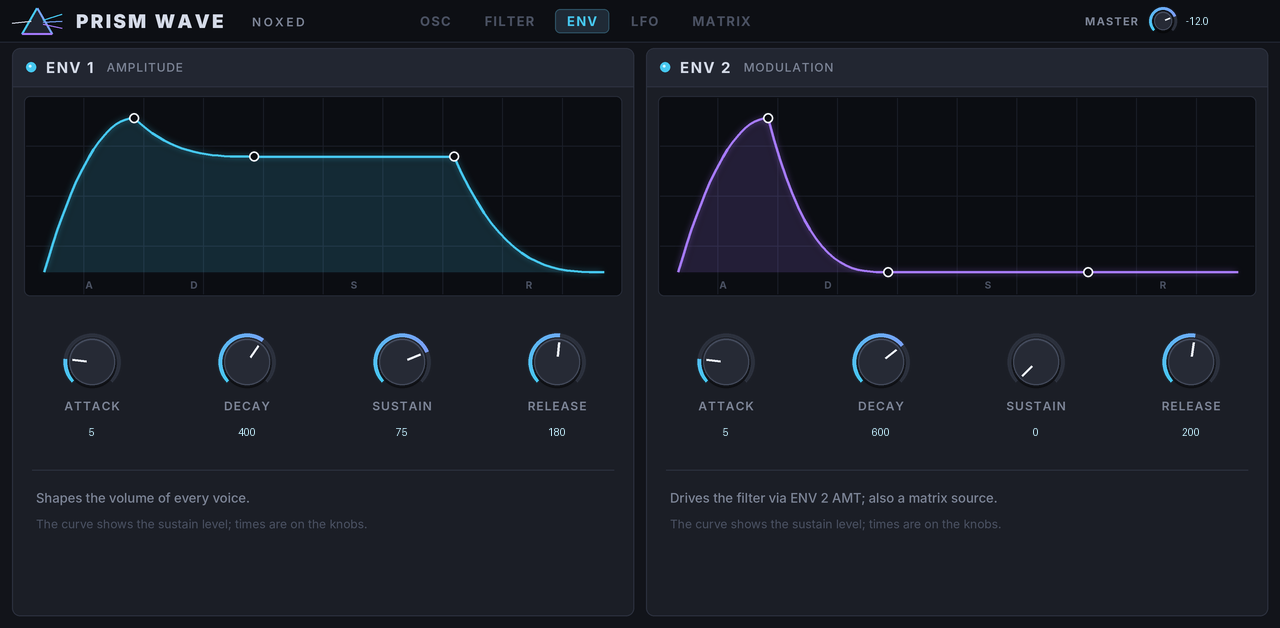 PRISM WAVE NOXED OSC FILTER ENV LFO MATRIX MASTER -12.0
ENV 1 AMPLITUDE
A D S R
ATTACK DECAY SUSTAIN RELEASE
5 400 75 180
Shapes the volume of every voice.
The curve shows the sustain level; times are on the knobs.
ENV 2 MODULATION
A D S R
ATTACK DECAY SUSTAIN RELEASE
5 600 0 200
Drives the filter via ENV 2 AMT; also a matrix source.
The curve shows the sustain level; times are on the knobs.